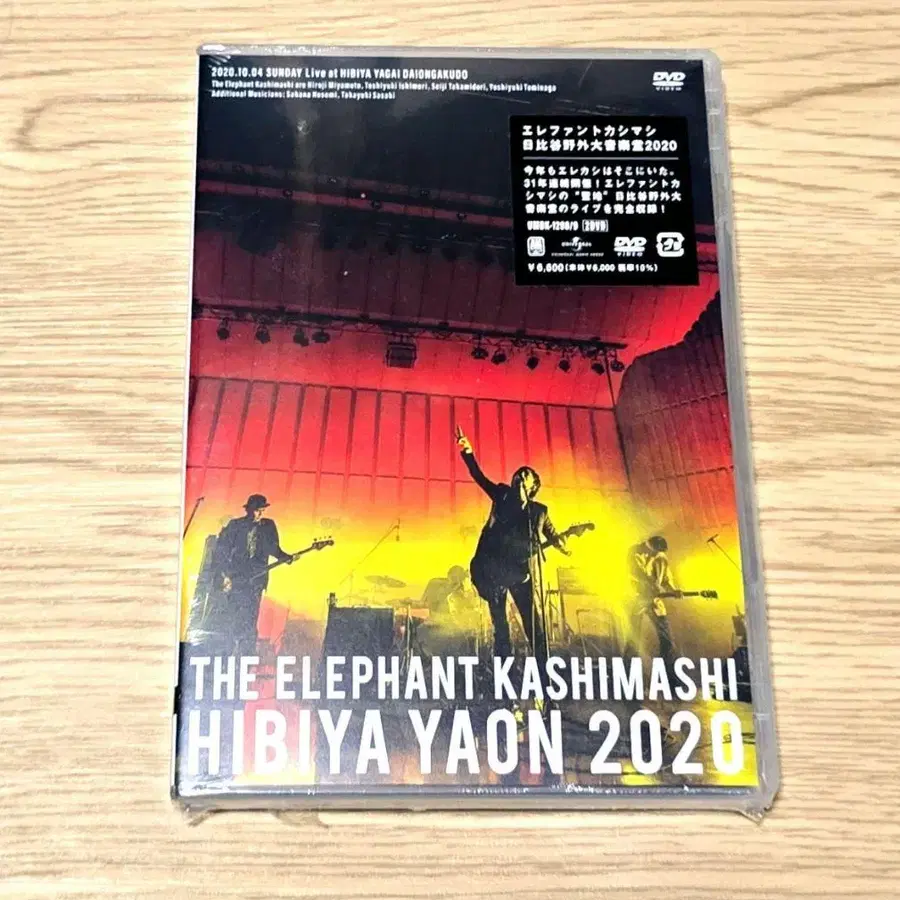 2020.10.04 SUNDAY Live at HIBIYA YAGAI DAIONGAKUDO
The Elephant Kashimashi are Hiroji Miyamoto, Toshiyuki Ishimori, Seiji Takamidori, Yoshiyuki Tominaga
Additional Musicians: Sabana Hosomi, Takayuki Sasaki
DVD
VIDEO
エレファントカシマシ
日比谷野外大音楽堂2020
今年もエレカシはそこにいた。
31年連続開催!エレファントカ
シマシの"聖地"日比谷野外大
音楽堂のライブを完全収録!
2DVD
DVD
VIDEO
¥6,600(本体¥6,000 税率10%)
THE ELEPHANT KASHIMASHI
HIBIYA YAON 2020